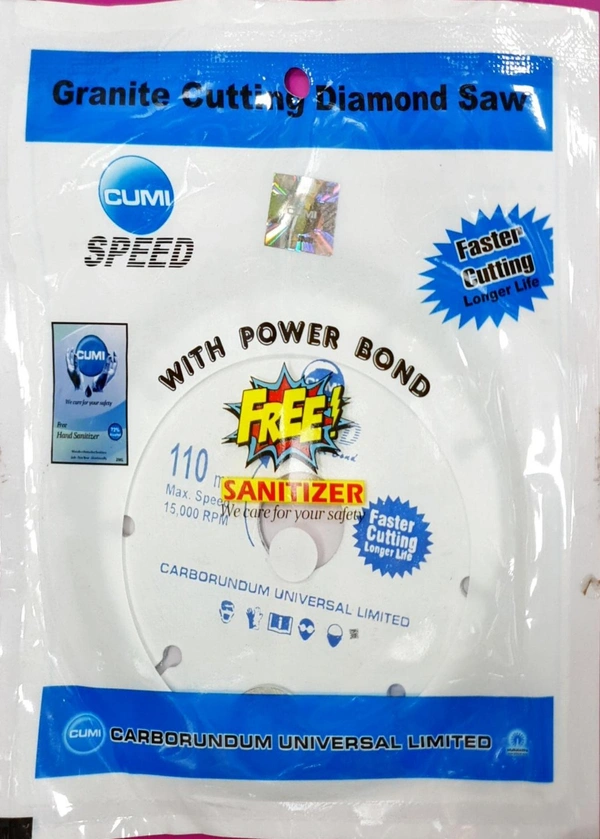 Granite Cutting Diamond Saw
CUMI
SPEED
Faster
Cutting
Longer Life
WITH POWER BOND
CUMI
We care for your safety
Free
Hand Sanitizer
FREE!
SANITIZER
We care for your safety
110
Max. Speed
15,000 RPM
Faster
Cutting
Longer Life
CARBORUNDUM UNIVERSAL LIMITED
CUMI CARBORUNDUM UNIVERSAL LIMITED